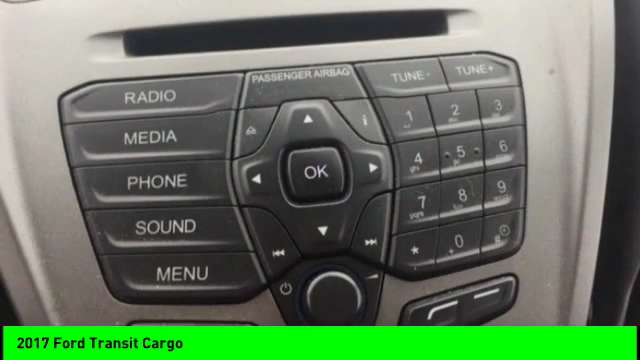 PASSENGER AIRBAG
TUNE-
TUNE+
RADIO
MEDIA
PHONE
SOUND
MENU
i
OK
1
2
3
4
5
6
7 pqrs
8
9
*
0
+
#
2017 Ford Transit Cargo